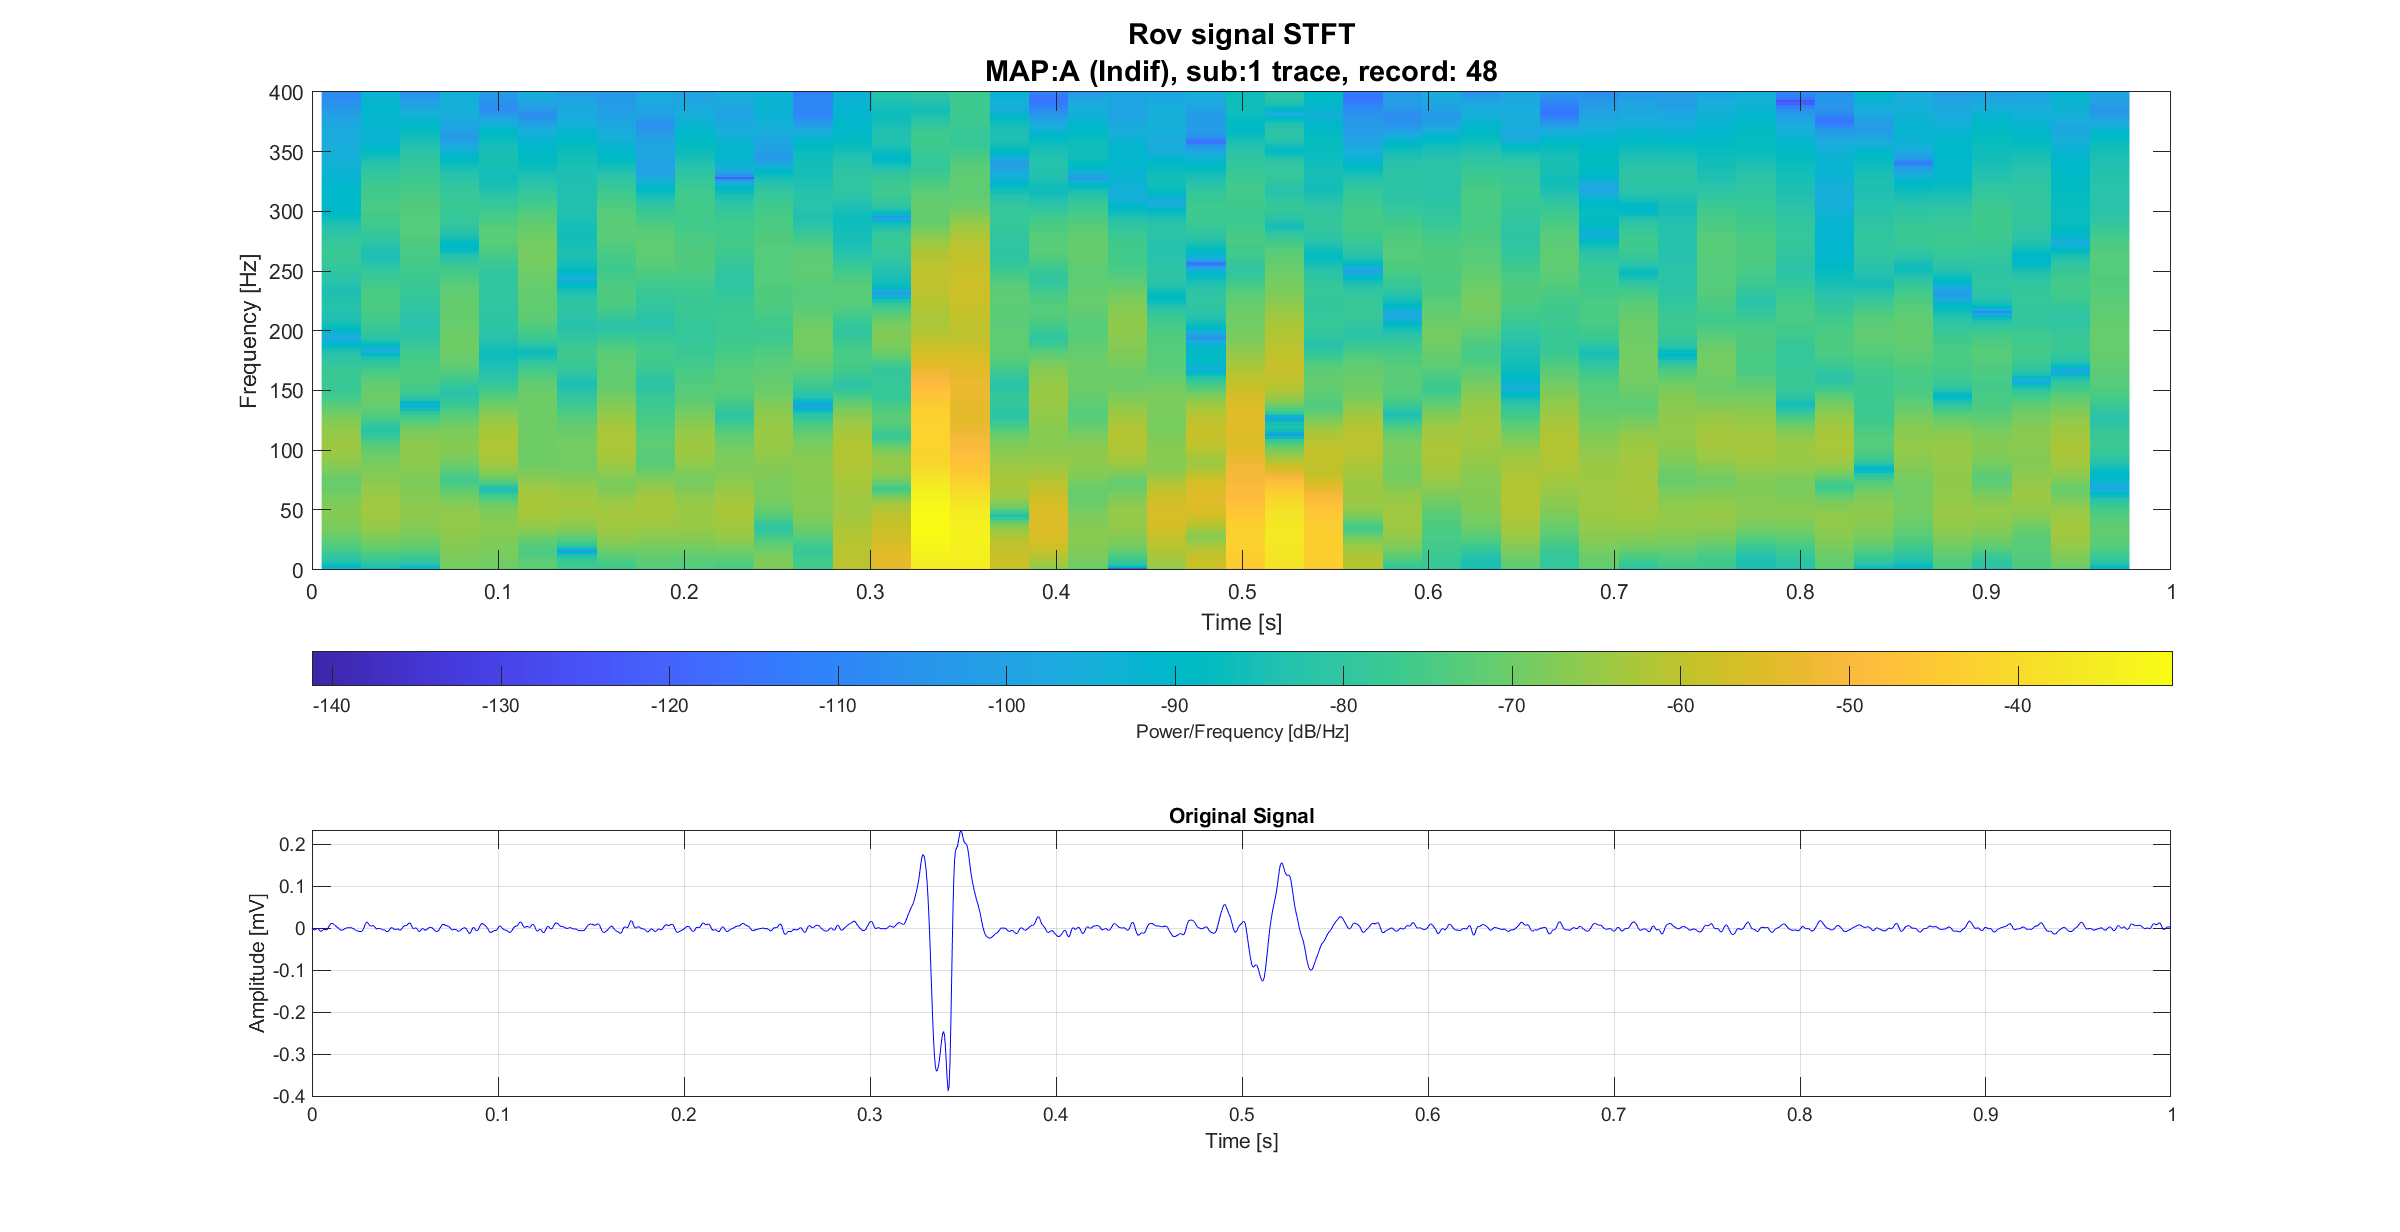 Rov signal STFT
MAP:A (Indif), sub:1 trace, record: 48
400
350
300
250
200
150
100
50
0
Frequency [Hz]
0 0.1 0.2 0.3 0.4 0.5 0.6 0.7 0.8 0.9 1
Time [s]
-140 -130 -120 -110 -100 -90 -80 -70 -60 -50 -40
Power/Frequency [dB/Hz]
Original Signal
0.2
0.1
0
-0.1
-0.2
-0.3
-0.4
Amplitude [mV]
0 0.1 0.2 0.3 0.4 0.5 0.6 0.7 0.8 0.9 1
Time [s]